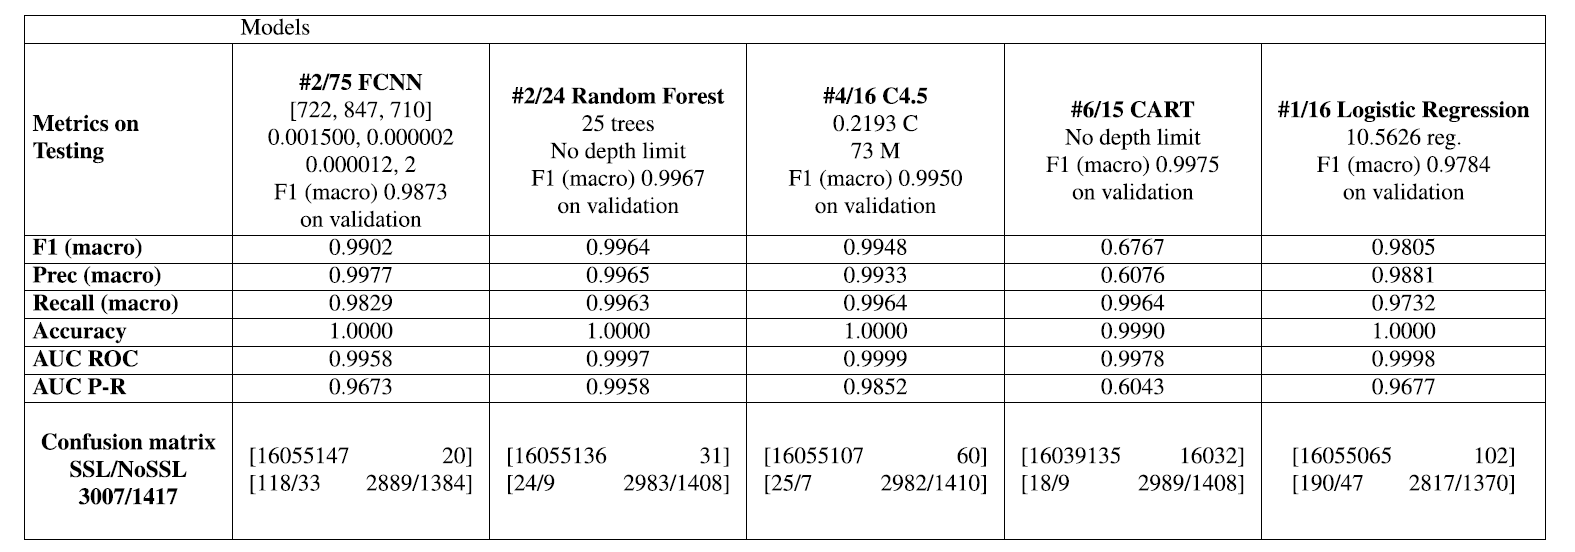 Models
Metrics on
Testing
#2/75 FCNN
[722, 847, 710]
0.001500, 0.000002
0.000012, 2
F1 (macro) 0.9873
on validation
#2/24 Random Forest
25 trees
No depth limit
F1 (macro) 0.9967
on validation
#4/16 C4.5
0.2193 C
73 M
F1 (macro) 0.9950
on validation
#6/15 CART
No depth limit
F1 (macro) 0.9975
on validation
#1/16 Logistic Regression
10.5626 reg.
F1 (macro) 0.9784
on validation
F1 (macro) 0.9902 0.9964 0.9948 0.6767 0.9805
Prec (macro) 0.9977 0.9965 0.9933 0.6076 0.9881
Recall (macro) 0.9829 0.9963 0.9964 0.9964 0.9732
Accuracy 1.0000 1.0000 1.0000 0.9990 1.0000
AUC ROC 0.9958 0.9997 0.9999 0.9978 0.9998
AUC P-R 0.9673 0.9958 0.9852 0.6043 0.9677
Confusion matrix
SSL/NoSSL
3007/1417
[16055147 20]
[118/33 2889/1384]
[16055136 31]
[24/9 2983/1408]
[16055107 60]
[25/7 2982/1410]
[16039135 16032]
[18/9 2989/1408]
[16055065 102]
[190/47 2817/1370]